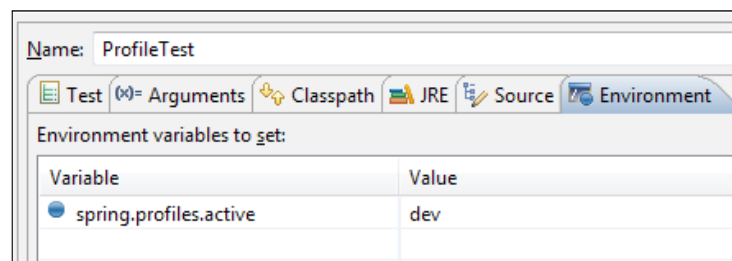 Name: ProfileTest
Test (x)= Arguments Classpath JRE Source Environment
Environment variables to set:
Variable Value
spring.profiles.active dev